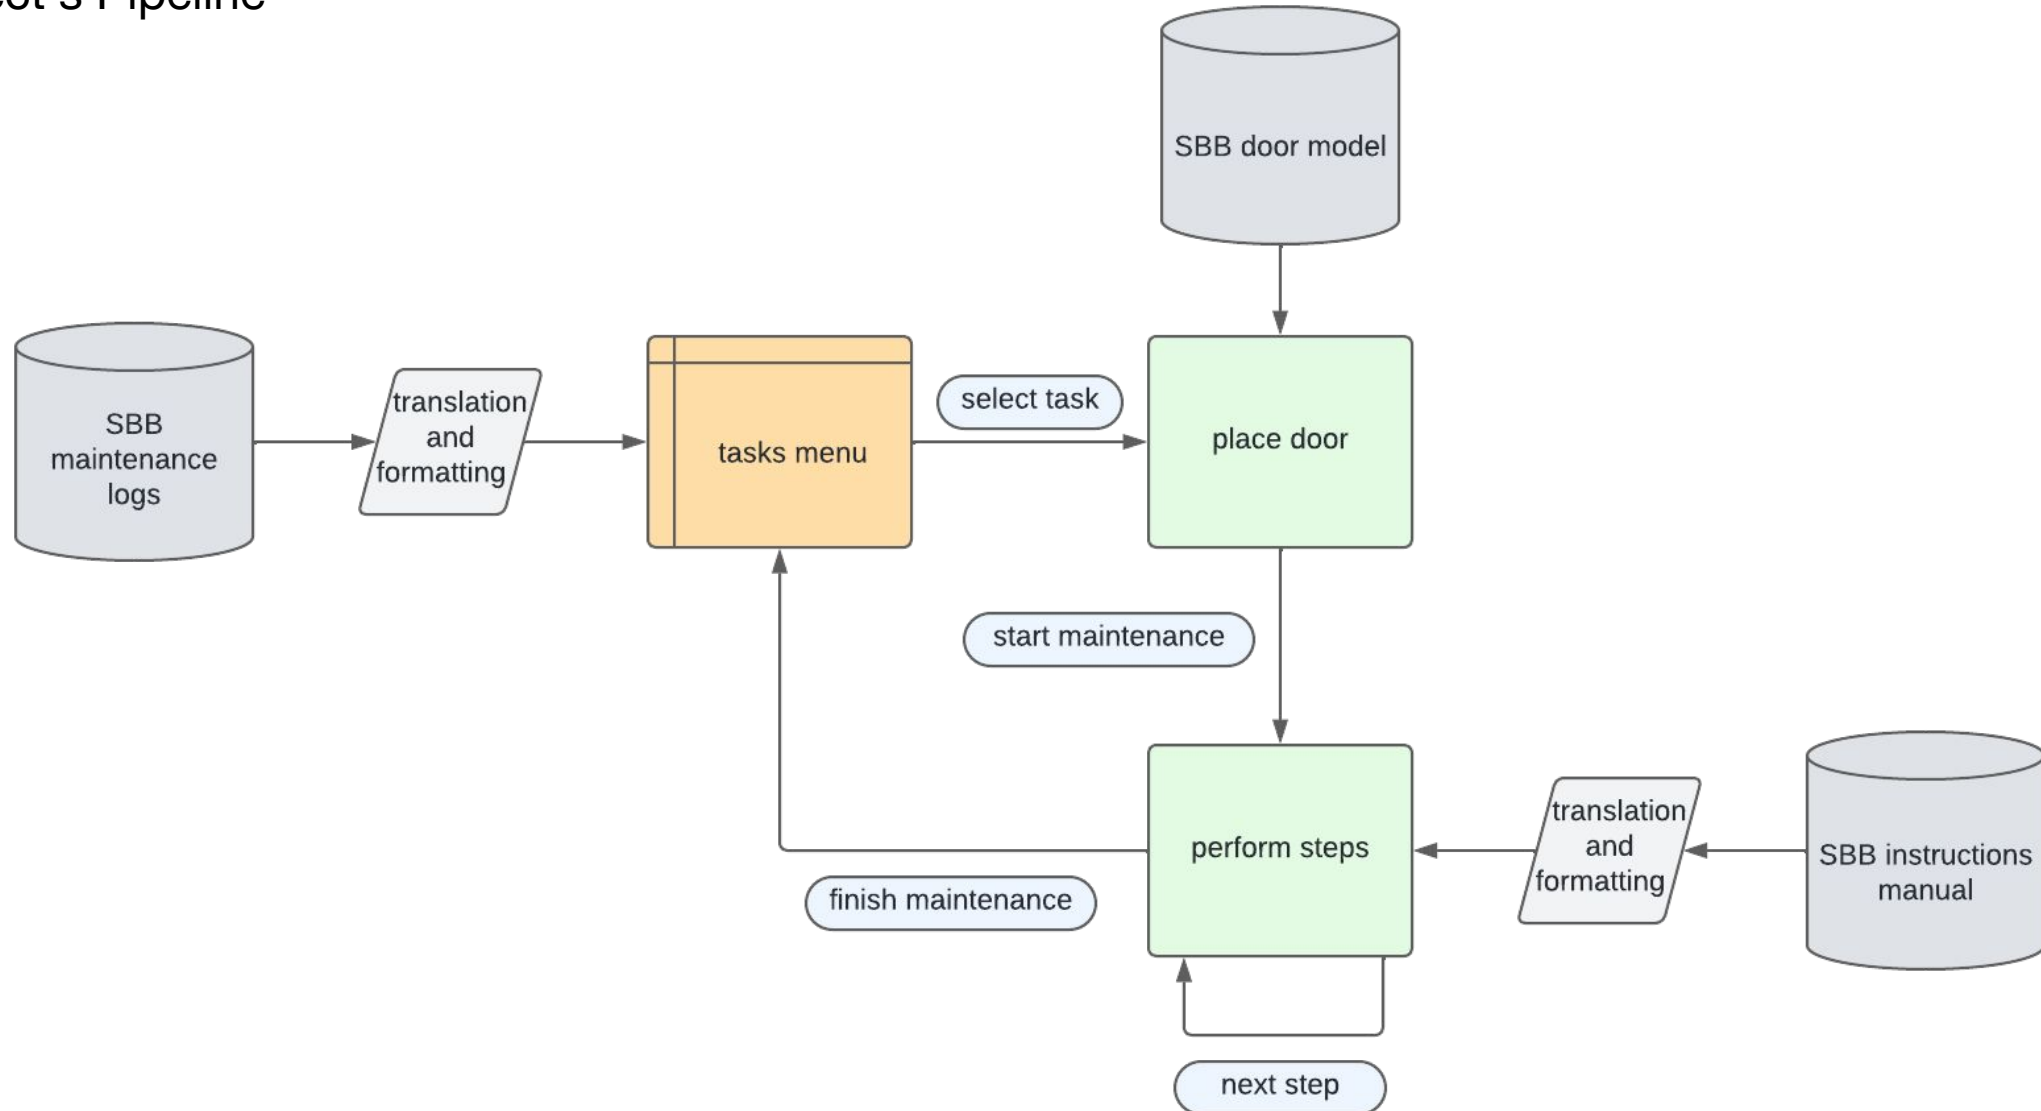 SBB door model
SBB
maintenance
logs
translation
and
formatting
tasks menu
select task
place door
start maintenance
perform steps
translation
and
formatting
SBB instructions
manual
finish maintenance
next step
Pipeline